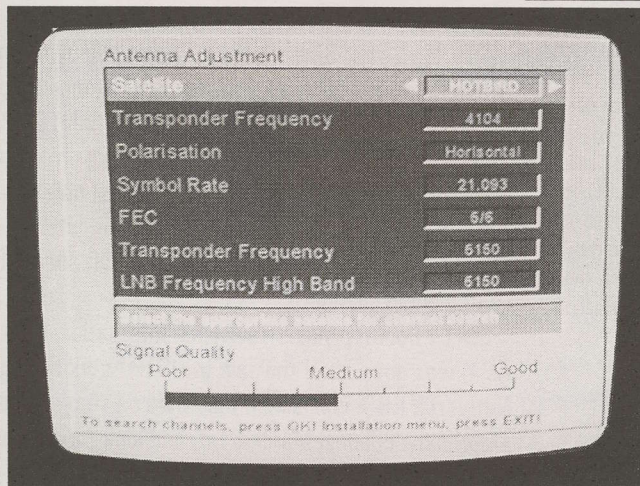 Antenna Adjustment
Satellite HOTBIRD
Transponder Frequency 4104
Polarisation Horisontal
Symbol Rate 21.093
FEC 5/6
Transponder Frequency 5150
LNB Frequency High Band 5150
Signal Quality
Poor Medium Good
To search channels, press OK! Installation menu, press EXIT!